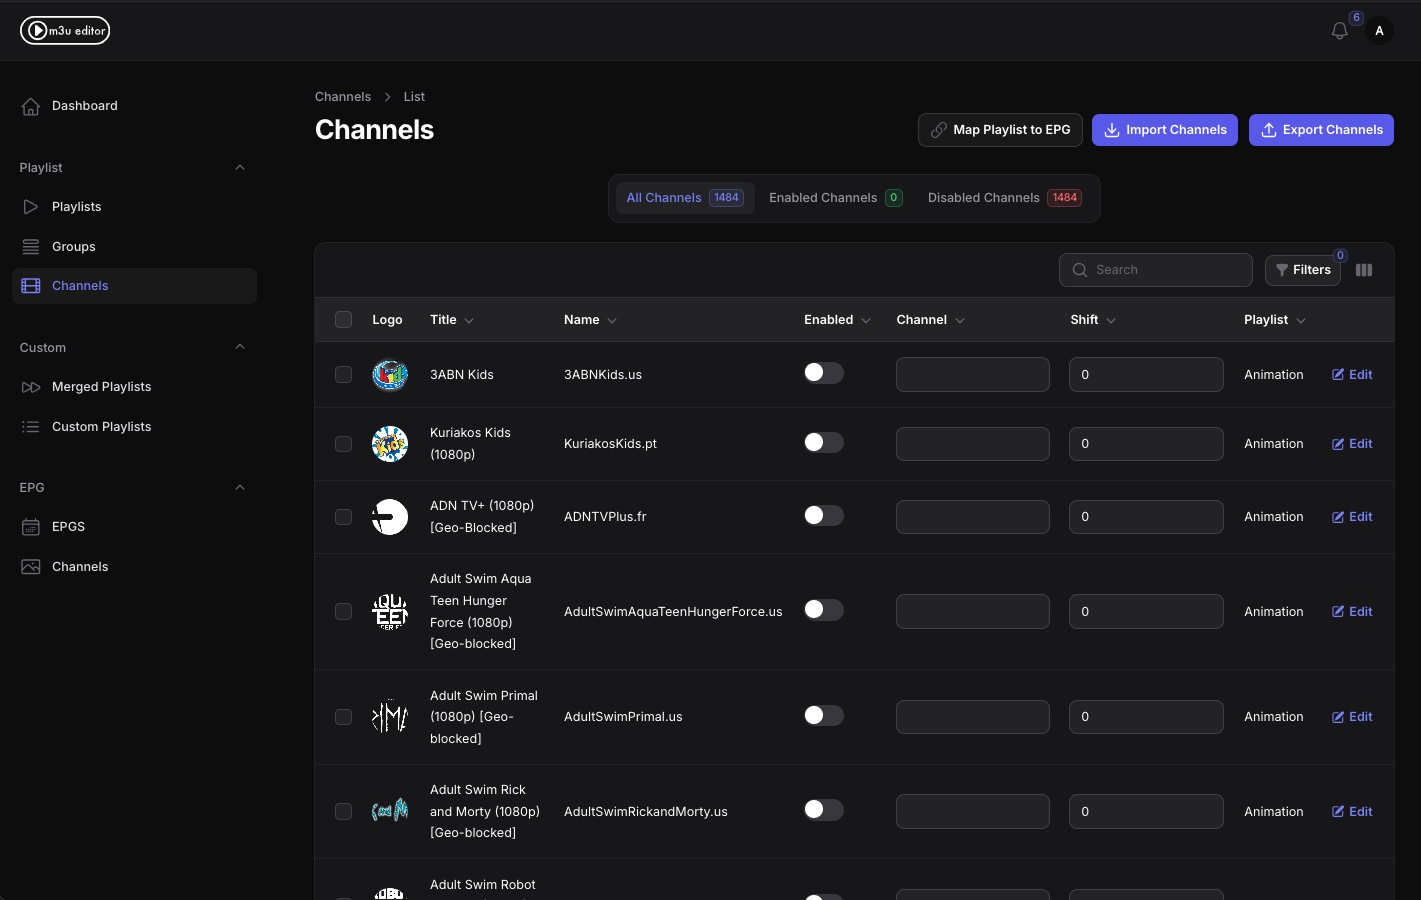 m3u editor
6
A
Dashboard
Playlist
Playlists
Groups
Channels
Custom
Merged Playlists
Custom Playlists
EPG
EPGS
Channels
Channels > List
Channels
Map Playlist to EPG
Import Channels
Export Channels
All Channels 1484
Enabled Channels 0
Disabled Channels 1484
Search
Filters 0
Logo Title Name Enabled Channel Shift Playlist
3ABN Kids 3ABNKids.us 0 Animation Edit
Kuriakos Kids
(1080p)
KuriakosKids.pt 0 Animation Edit
ADN TV+ (1080p)
[Geo-Blocked]
ADNTVPlus.fr 0 Animation Edit
Adult Swim Aqua
Teen Hunger
Force (1080p)
[Geo-blocked]
AdultSwimAquaTeenHungerForce.us 0 Animation Edit
Adult Swim Primal
(1080p) [Geo-
blocked]
AdultSwimPrimal.us 0 Animation Edit
Adult Swim Rick
and Morty (1080p)
[Geo-blocked]
AdultSwimRickandMorty.us 0 Animation Edit
Adult Swim Robot